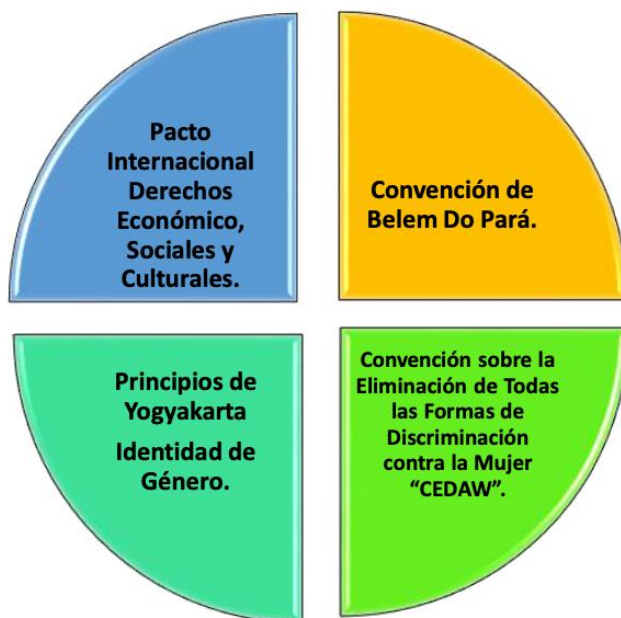 Pacto
Internacional
Derechos
Económico,
Sociales y
Culturales.
Convención de
Belem Do Pará.
Principios de
Yogyakarta
Identidad de
Género.
Convención sobre la
Eliminación de Todas
las Formas de
Discriminación
contra la Mujer
“CEDAW”.